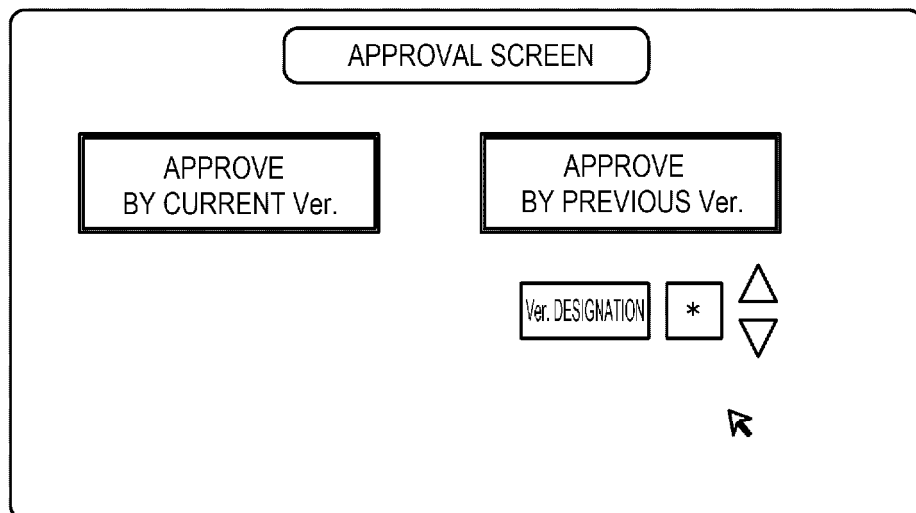 APPROVAL SCREEN
APPROVE
BY CURRENT Ver.
APPROVE
BY PREVIOUS Ver.
Ver. DESIGNATION
*